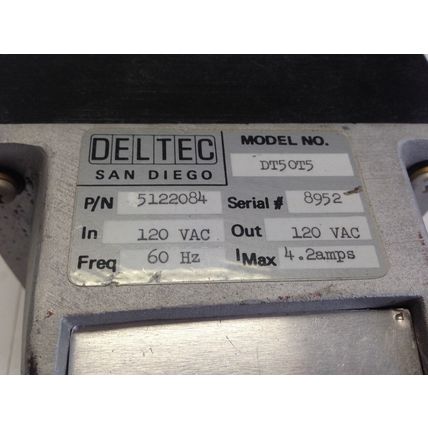 DELTEC MODEL NO.
SAN DIEGO DT50T5
P/N 5122084 Serial # 8952
In 120 VAC Out 120 VAC
Freq 60 Hz IMax 4.2amps